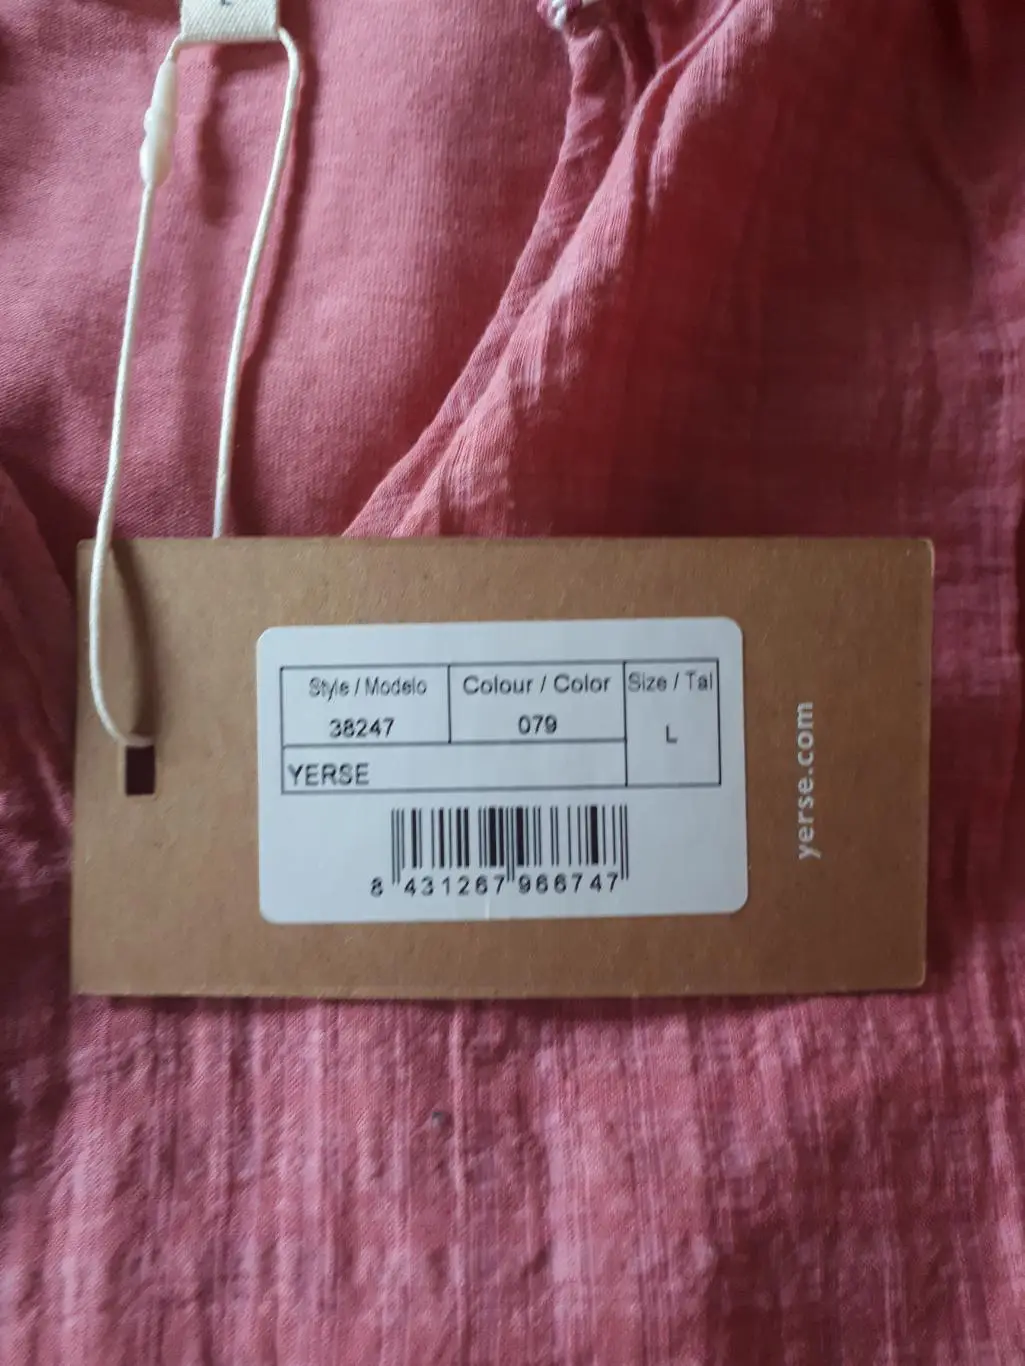 Style / Modelo Colour / Color Size / Tal
38247 079 L
YERSE
8 431267 966747
yerse.com